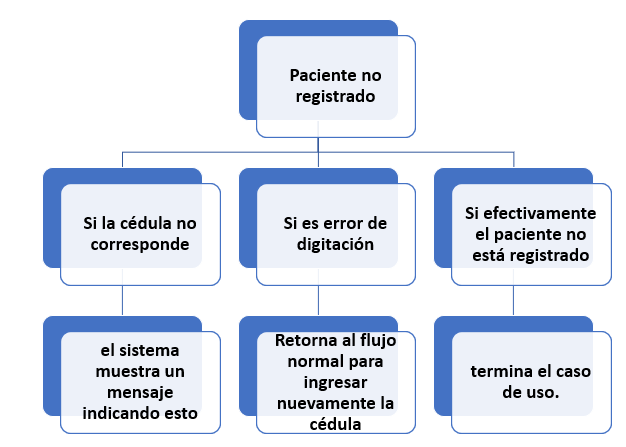 Paciente no
registrado
Si la cédula no
corresponde
Si es error de
digitación
Si efectivamente
el paciente no
está registrado
el sistema
muestra un
mensaje
indicando esto
Retorna al flujo
normal para
ingresar
nuevamente la
cédula
termina el caso
de uso.